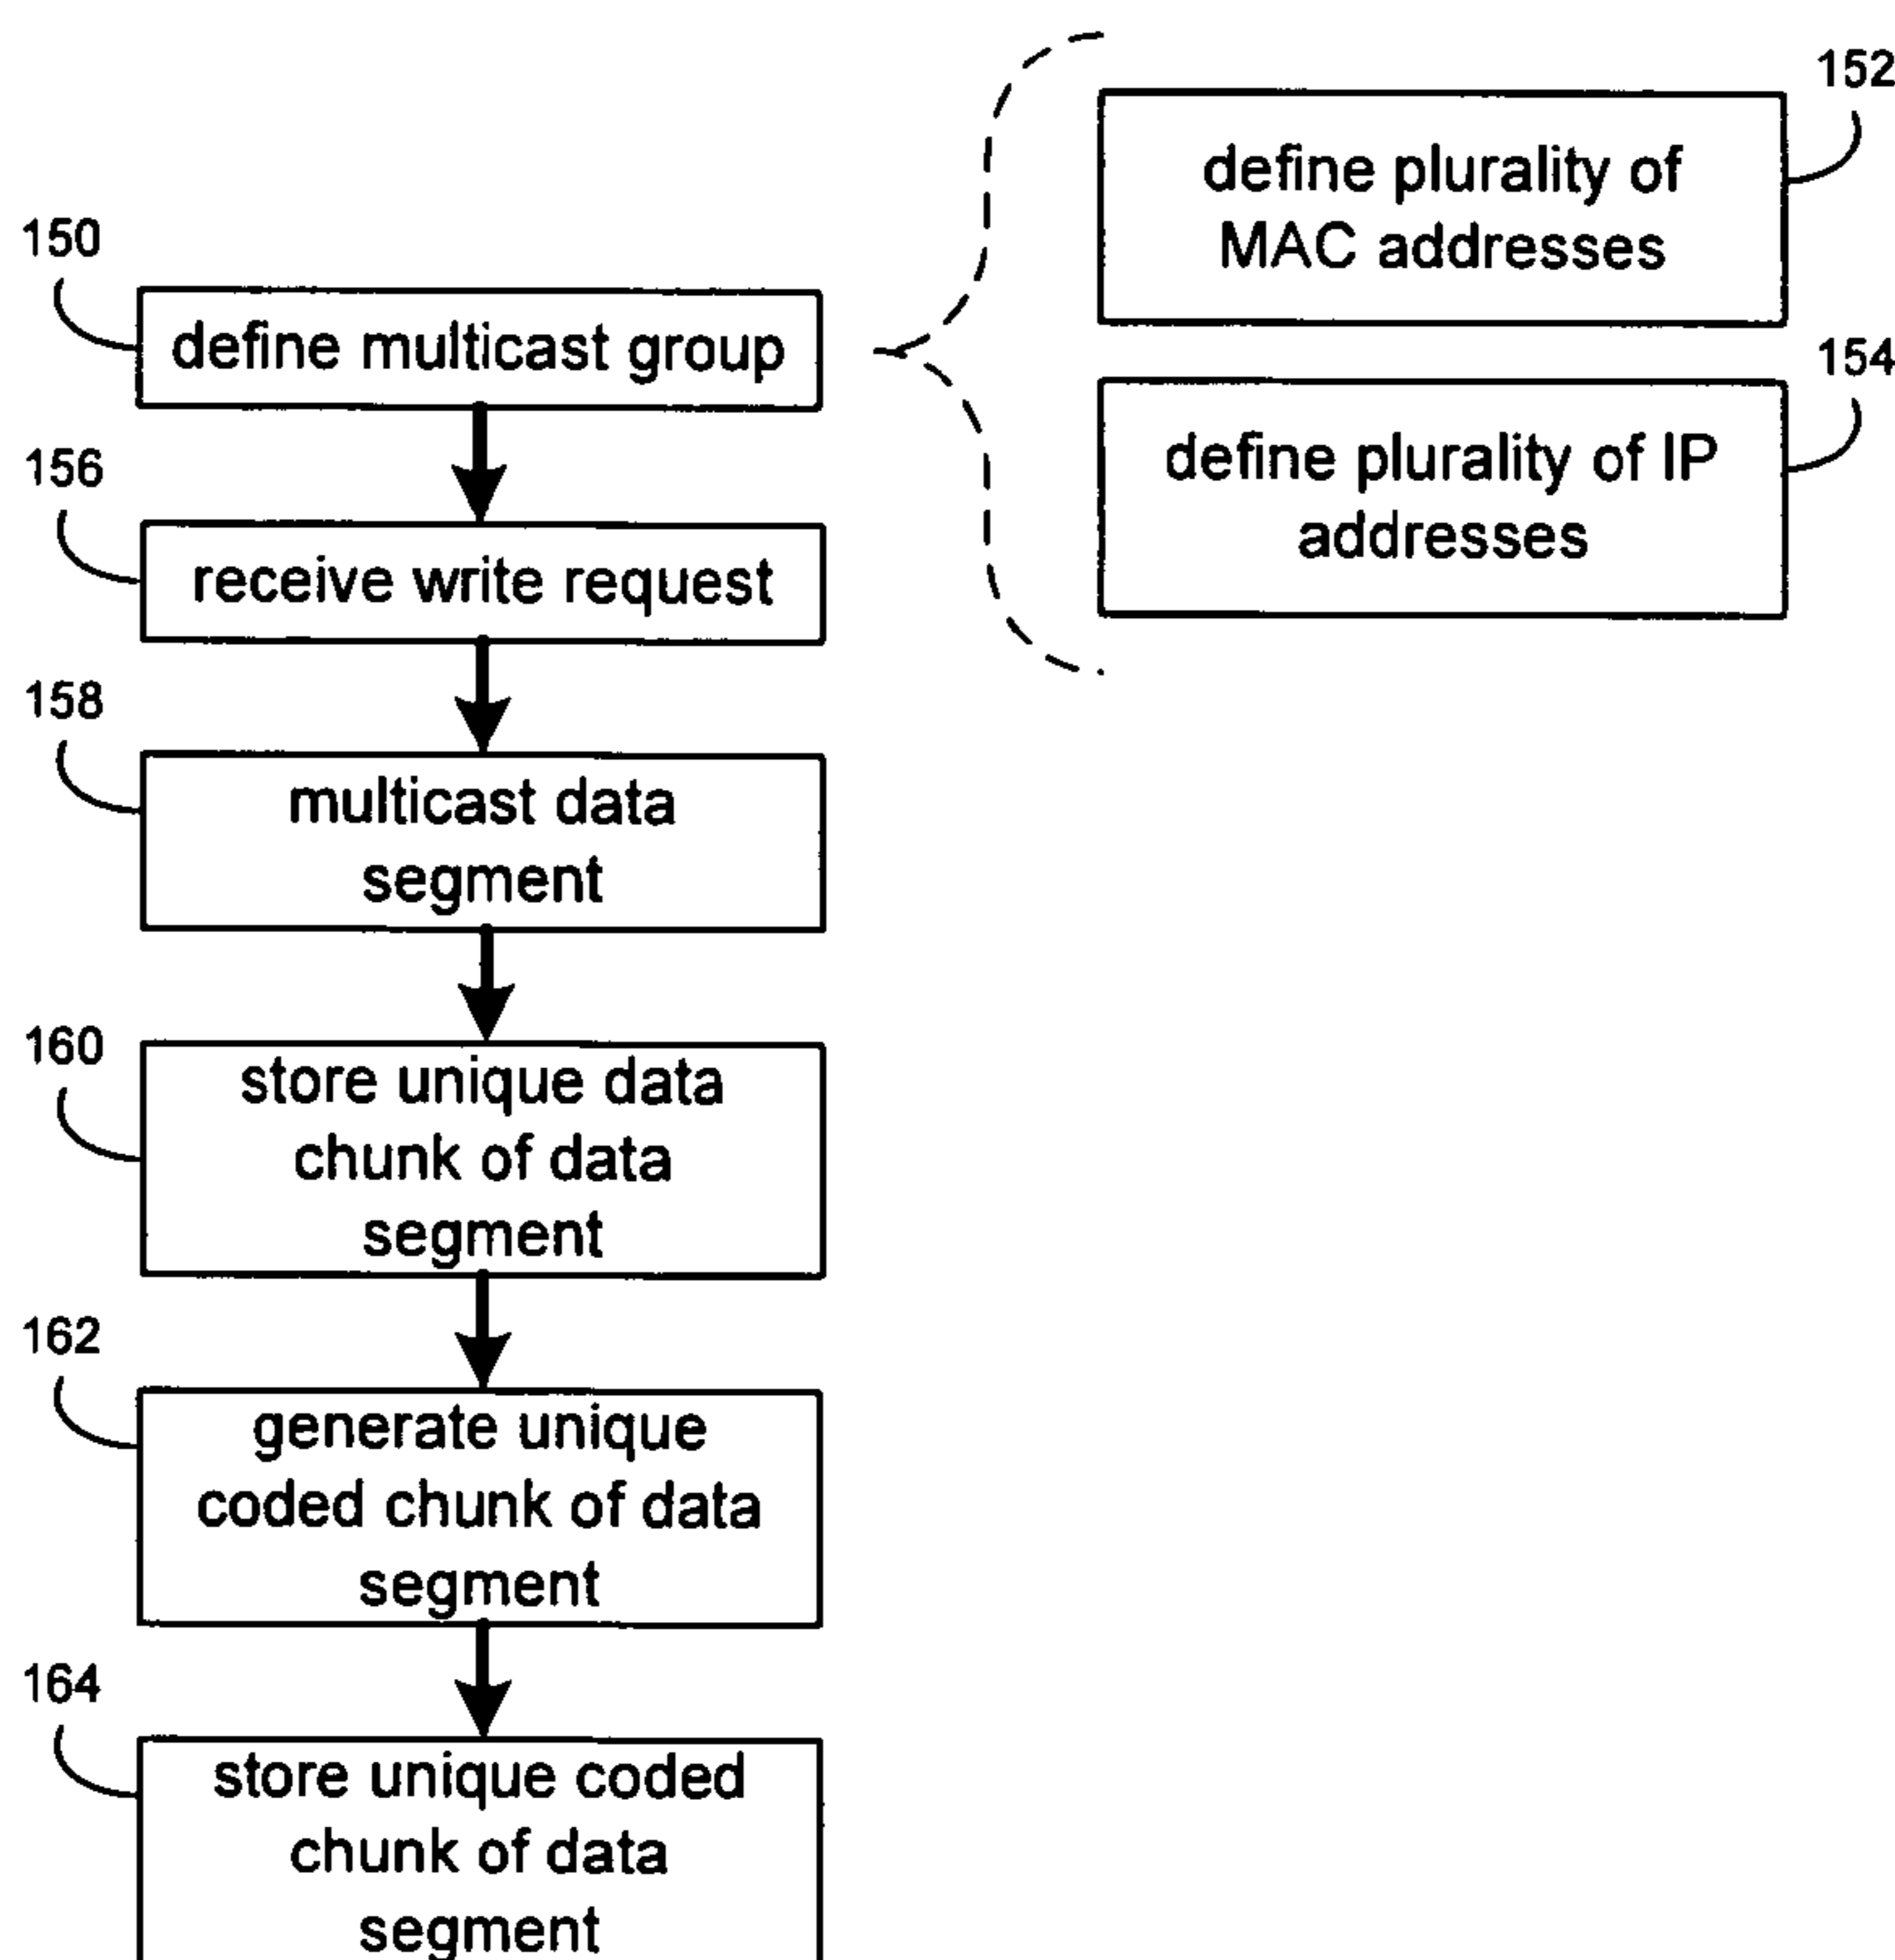 150
define multicast group
152
define plurality of
MAC addresses
154
define plurality of IP
addresses
156
receive write request
158
multicast data
segment
160
store unique data
chunk of data
segment
162
generate unique
coded chunk of data
segment
164
store unique coded
chunk of data
segment